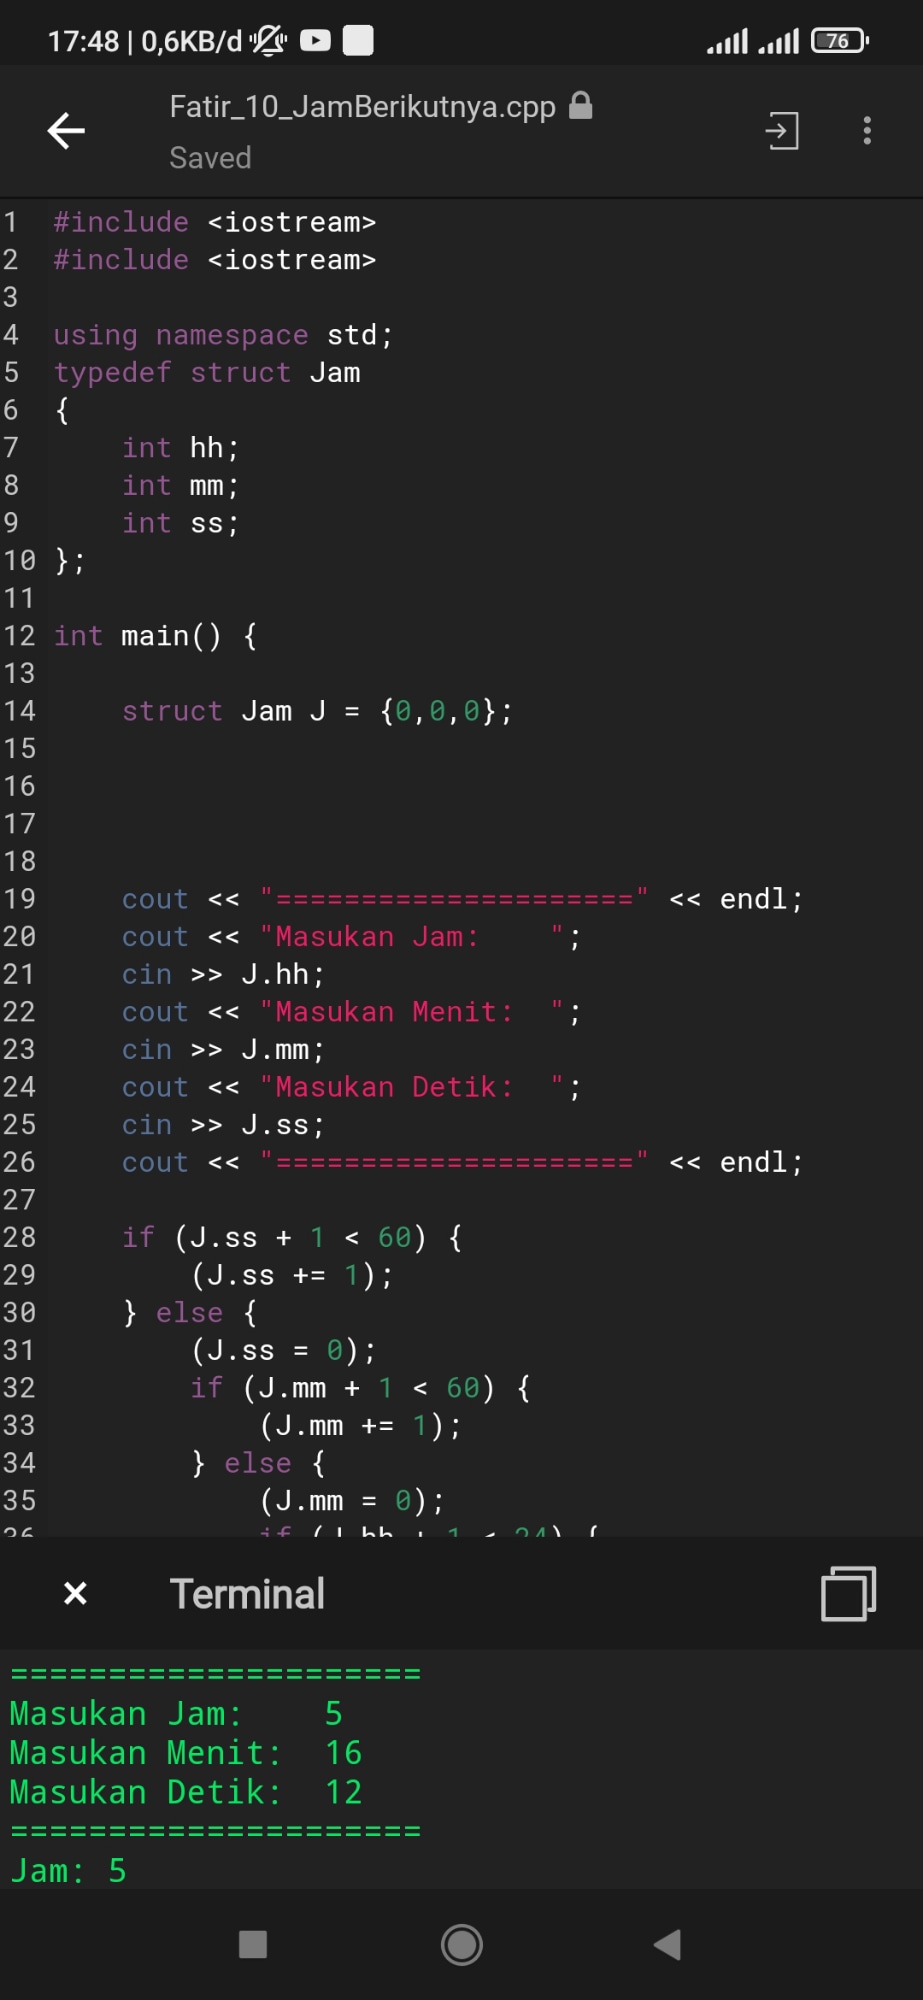 17:48 | 0,6KB/d
76
Fatir_10_JamBerikutnya.cpp
Saved
1 #include <iostream>
2 #include <iostream>
3
4 using namespace std;
5 typedef struct Jam
6 {
7     int hh;
8     int mm;
9     int ss;
10 };
11
12 int main() {
13
14     struct Jam J = {0,0,0};
15
16
17
18
19     cout << "=====================" << endl;
20     cout << "Masukan Jam:    ";
21     cin >> J.hh;
22     cout << "Masukan Menit:  ";
23     cin >> J.mm;
24     cout << "Masukan Detik:  ";
25     cin >> J.ss;
26     cout << "=====================" << endl;
27
28     if (J.ss + 1 < 60) {
29         (J.ss += 1);
30     } else {
31         (J.ss = 0);
32         if (J.mm + 1 < 60) {
33             (J.mm += 1);
34         } else {
35             (J.mm = 0);
36             if (J.hh + 1 < 24) {
Terminal
=====================
Masukan Jam:    5
Masukan Menit:  16
Masukan Detik:  12
=====================
Jam: 5